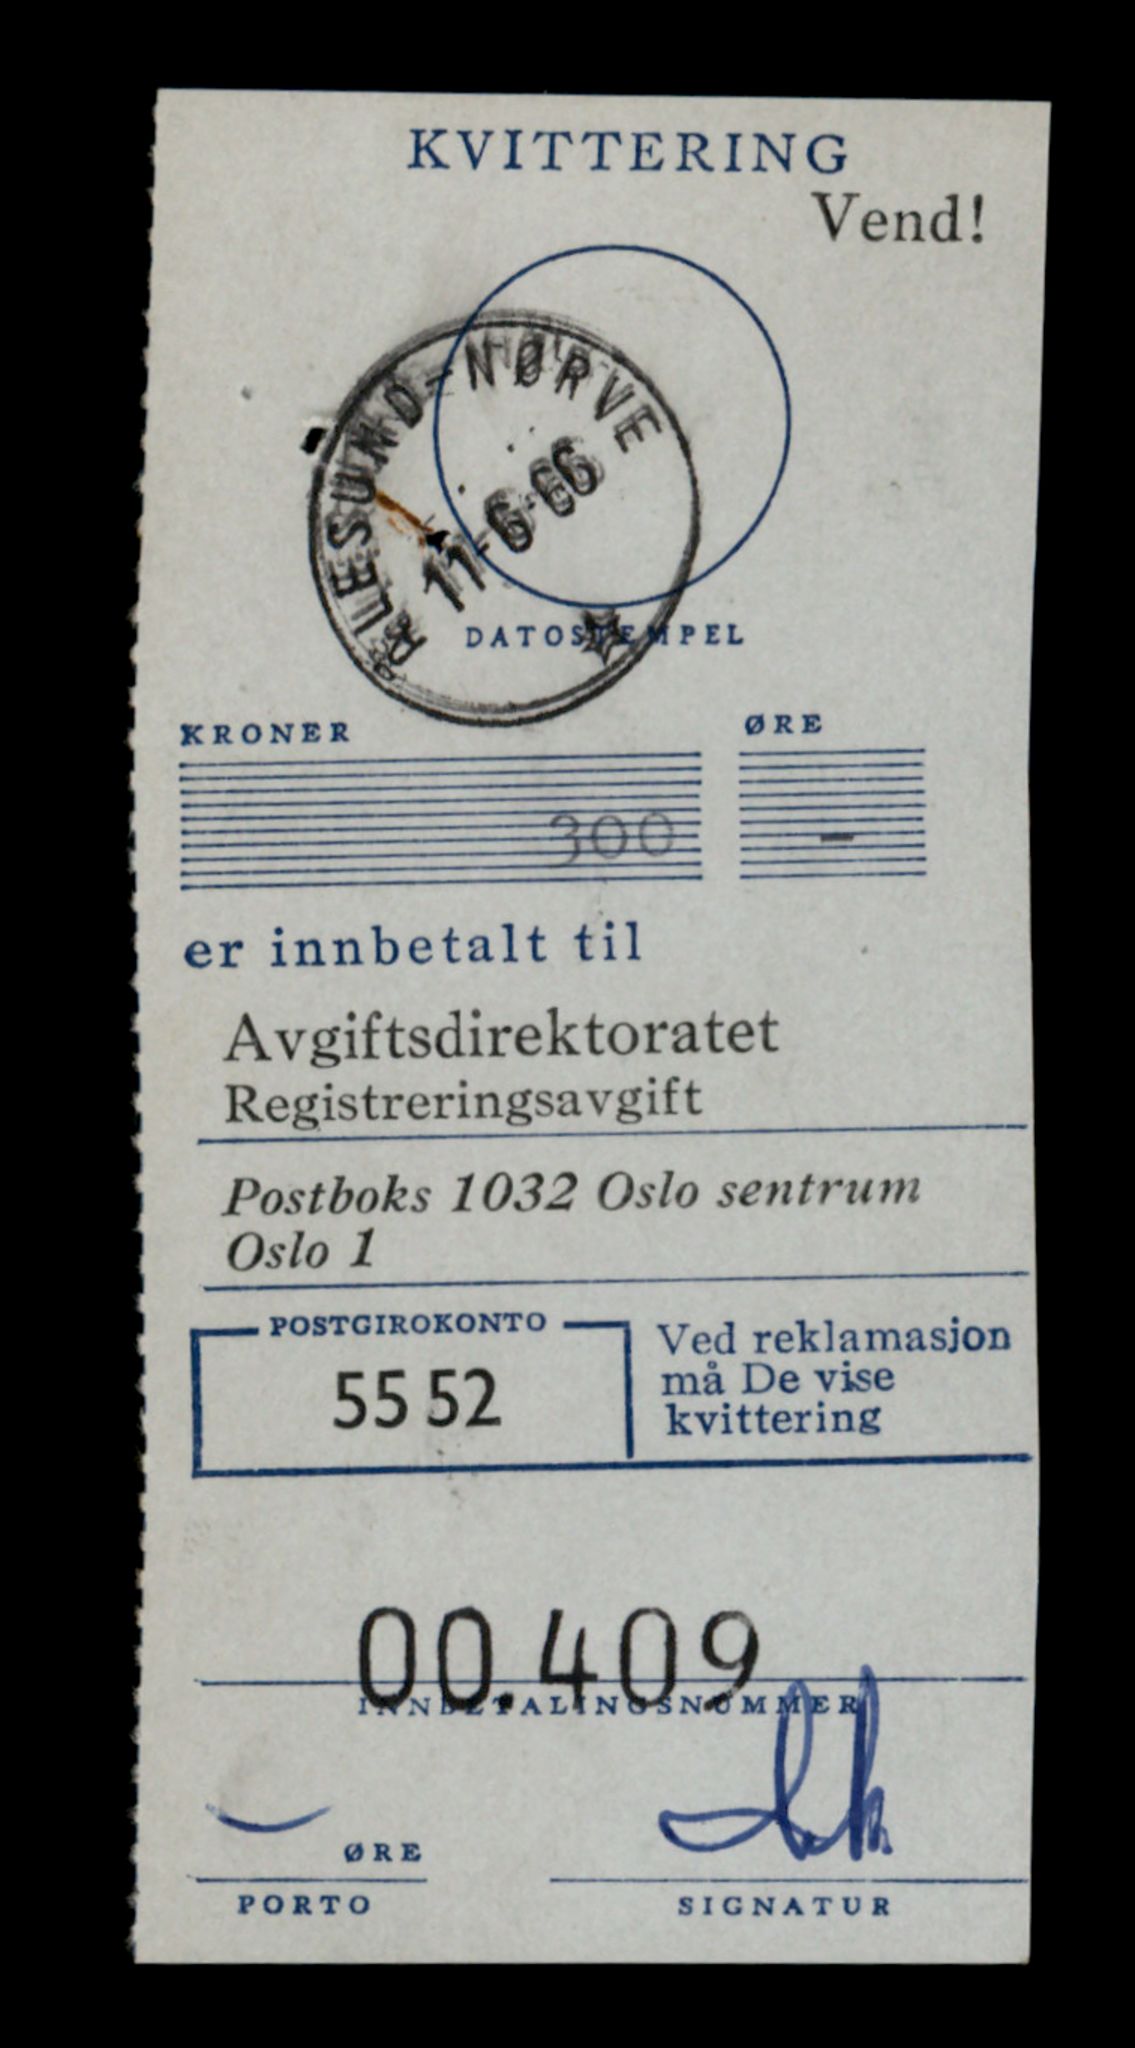 KVITTERING
Vend!
ÅLESUND-NORVE
11-6-66
DATOSTEMPEL
KRONER ØRE
300 -
er innbetalt til
Avgiftsdirektoratet
Registreringsavgift
Postboks 1032 Oslo sentrum
Oslo 1
POSTGIROKONTO
55 52
Ved reklamasjon
må De vise
kvittering
00.409
INNBETALINGSNUMMER
ØRE
PORTO
SIGNATUR